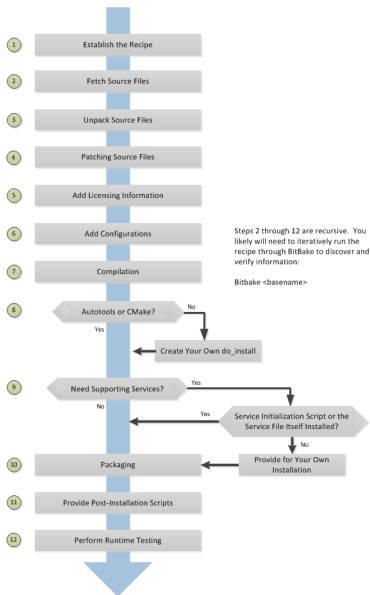 1 Establish the Recipe
2 Fetch Source Files
3 Unpack Source Files
4 Patching Source Files
5 Add Licensing Information
6 Add Configurations
Steps 2 through 12 are recursive. You
likely will need to iteratively run the
recipe through BitBake to discover and
verify information:
Bitbake <basename>
7 Compilation
8 Autotools or CMake?
No
Yes
Create Your Own do_install
9 Need Supporting Services?
Yes
No
Yes
Service Initialization Script or the
Service File Itself Installed?
No
10 Packaging
Provide for Your Own
Installation
11 Provide Post-Installation Scripts
12 Perform Runtime Testing